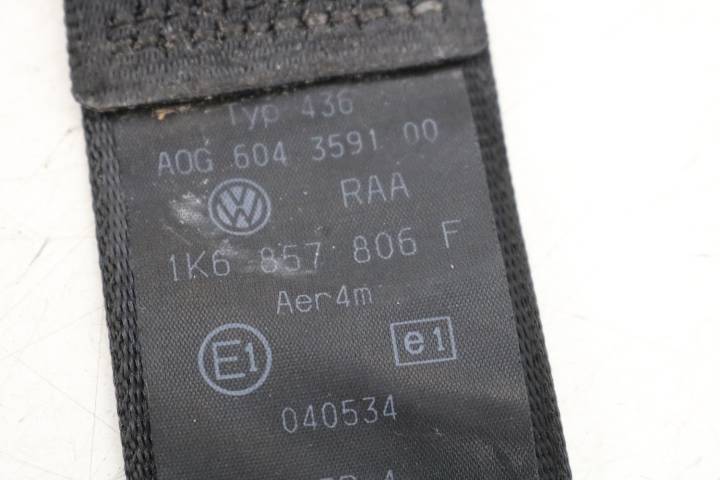 Typ 436
A0G 604 3591 00
RAA
1K6 857 806 F
Aer4m
E1 e1
040534